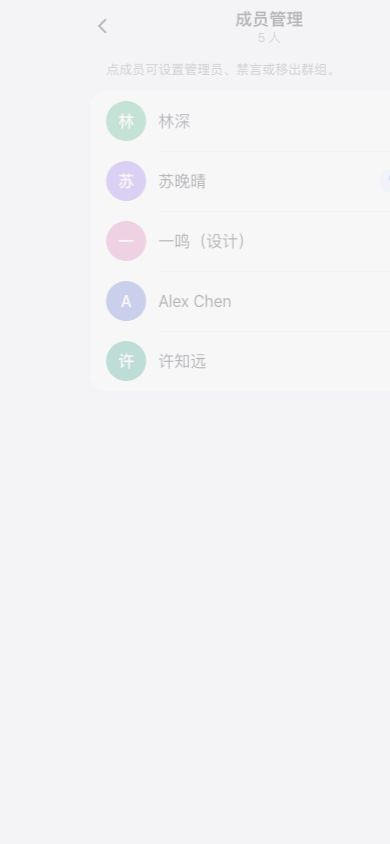 成员管理
5 人
点成员可设置管理员、禁言或移出群组。
林 林深
苏 苏晚晴
一 一鸣（设计）
A Alex Chen
许 许知远